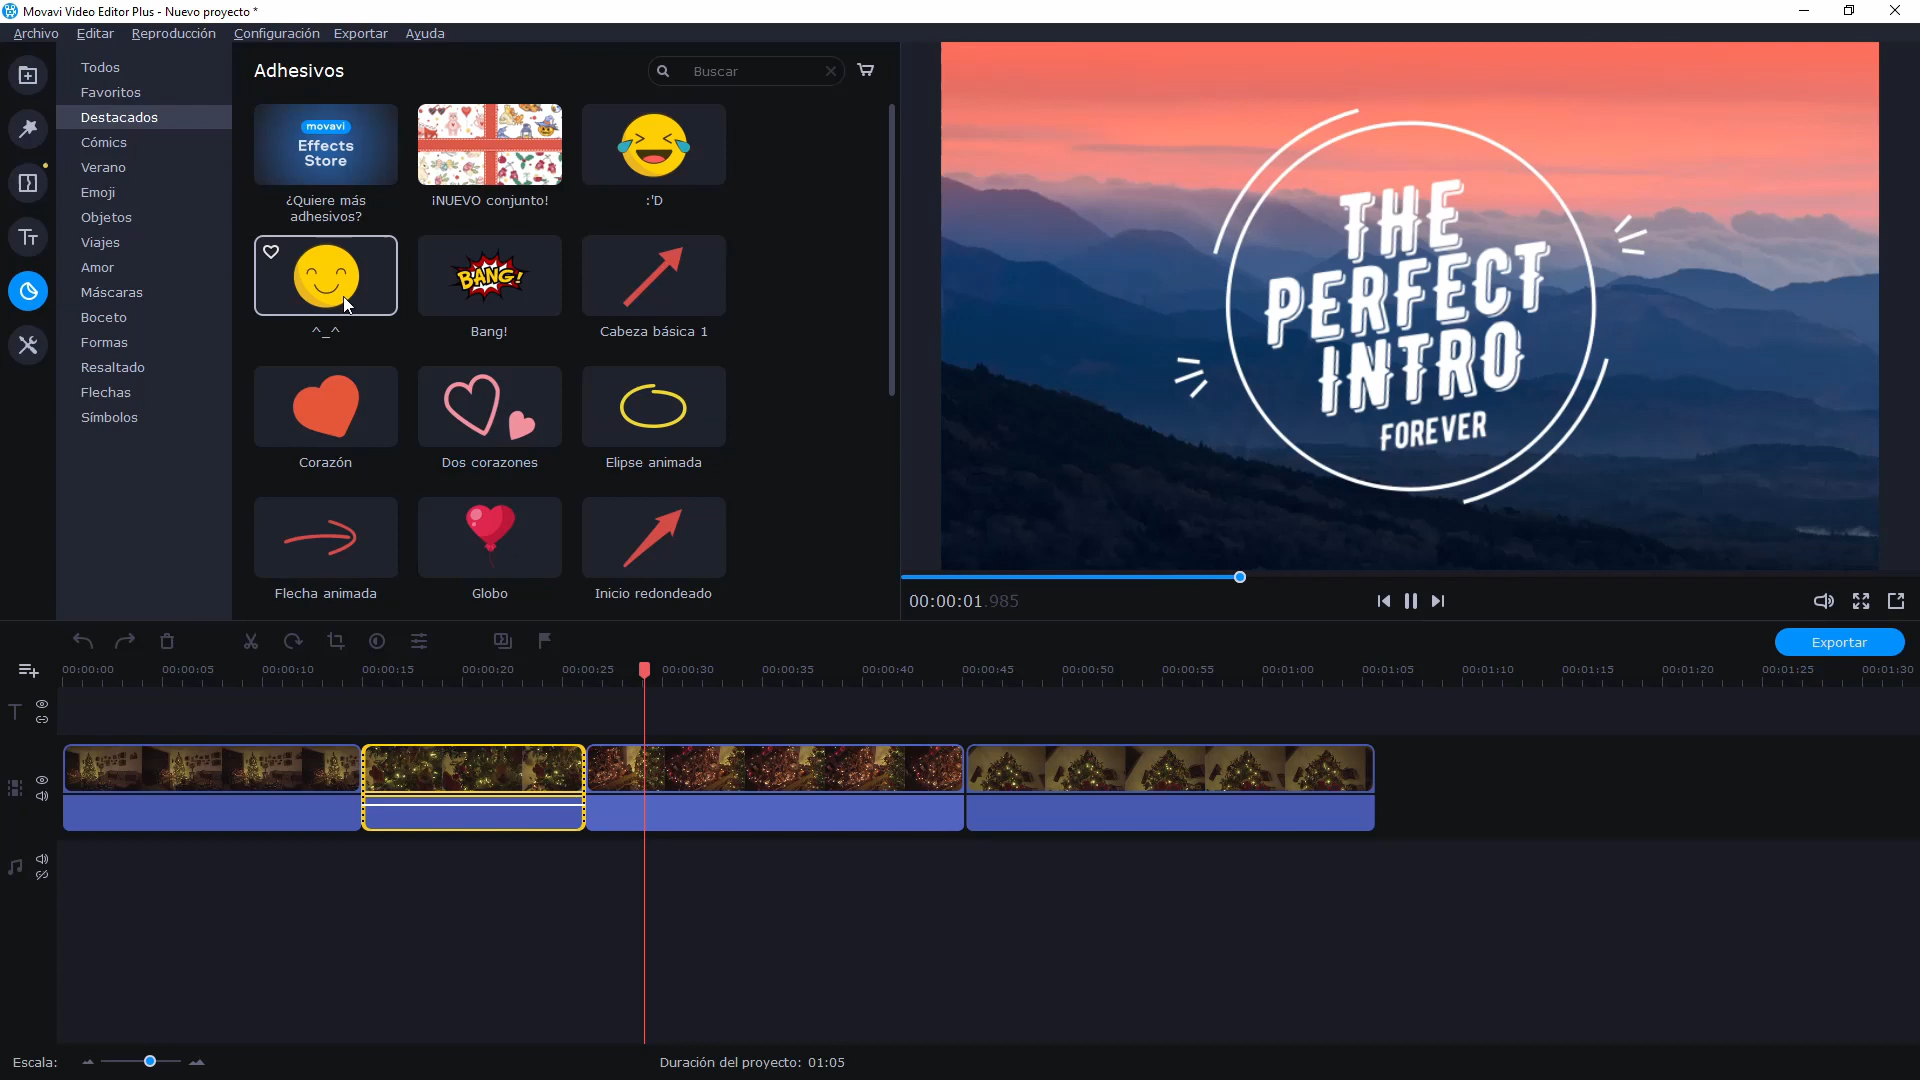 Movavi Video Editor Plus - Nuevo proyecto *
Archivo Editar Reproducción Configuración Exportar Ayuda
Todos
Favoritos
Destacados
Cómics
Verano
Emoji
Objetos
Viajes
Amor
Máscaras
Boceto
Formas
Resaltado
Flechas
Símbolos
Adhesivos
Buscar
movavi
Effects
Store
¿Quiere más
adhesivos?
¡NUEVO conjunto!
:'D
^_^
BANG!
Bang!
Cabeza básica 1
Corazón
Dos corazones
Elipse animada
Flecha animada
Globo
Inicio redondeado
THE
PERFECT
INTRO
FOREVER
00:00:01.985
Exportar
00:00:00 00:00:05 00:00:10 00:00:15 00:00:20 00:00:25 00:00:30 00:00:35 00:00:40 00:00:45 00:00:50 00:00:55 00:01:00 00:01:05 00:01:10 00:01:15 00:01:20 00:01:25 00:01:30
Escala:
Duración del proyecto: 01:05